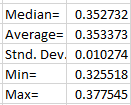 Median= 0.352732
Average= 0.353373
Stnd. Dev. 0.010274
Min= 0.325518
Max= 0.377545